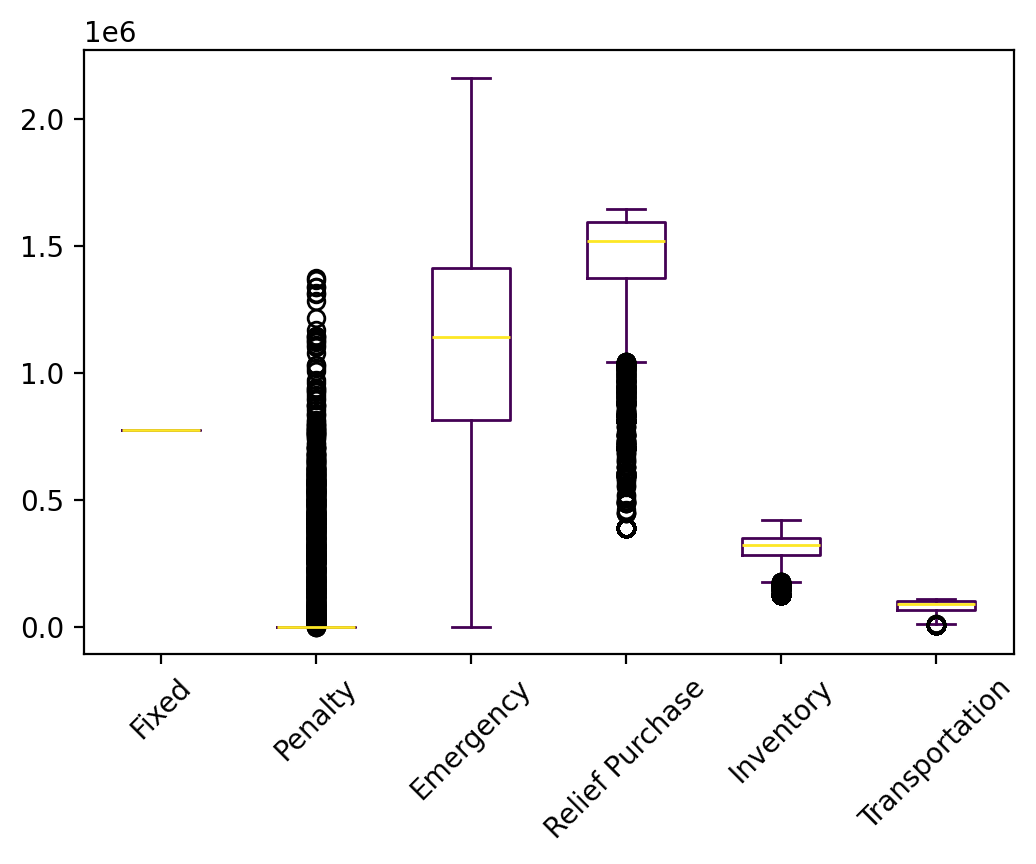 1e6
2.0
1.5
1.0
0.5
0.0
Fixed
Penalty
Emergency
Relief Purchase
Inventory
Transportation